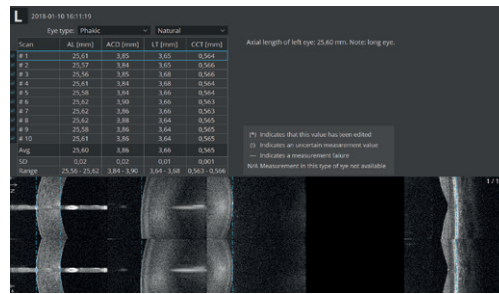 L 2018-01-10 16:11:19
Eye type: Phakic Natural
Scan AL [mm] ACD [mm] LT [mm] CCT [mm]
# 1 25,61 3,85 3,65 0,564
# 2 25,57 3,84 3,65 0,566
# 3 25,56 3,85 3,68 0,566
# 4 25,61 3,84 3,68 0,564
# 5 25,58 3,84 3,66 0,564
# 6 25,62 3,90 3,66 0,563
# 7 25,62 3,86 3,66 0,563
# 8 25,62 3,88 3,64 0,565
# 9 25,58 3,86 3,64 0,565
# 10 25,61 3,86 3,64 0,565
Avg 25,60 3,86 3,66 0,565
SD 0,02 0,02 0,01 0,001
Range 25,56 - 25,62 3,84 - 3,90 3,64 - 3,68 0,563 - 0,566
Axial length of left eye: 25,60 mm. Note: long eye.
(*) Indicates that this value has been edited
(!) Indicates an uncertain measurement value
--- Indicates a measurement failure
N/A Measurement in this type of eye not available